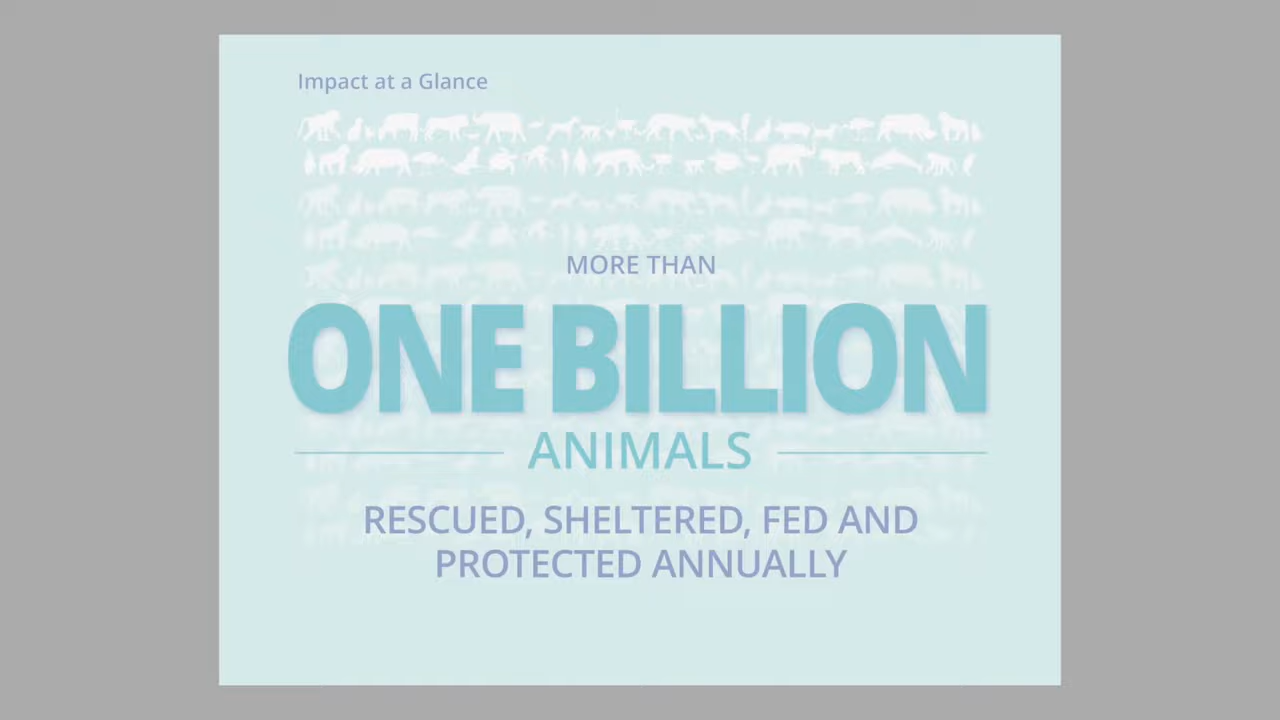 Impact at a Glance
MORE THAN
ONE BILLION
ANIMALS
RESCUED, SHELTERED, FED AND
PROTECTED ANNUALLY